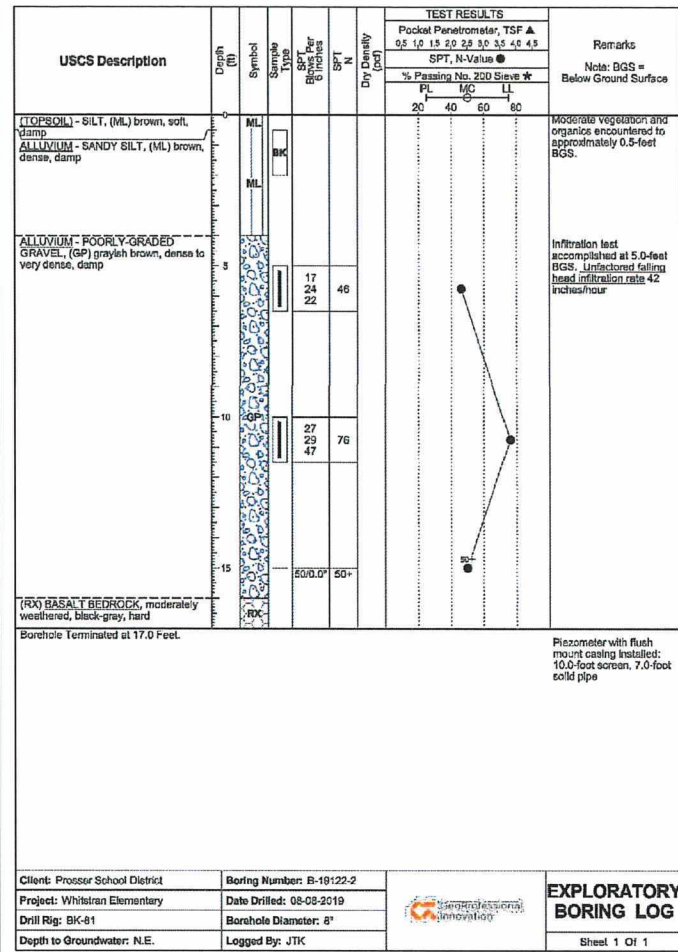 USCS Description
Depth (ft)
Symbol
Sample Type
SPT Blows Per 6 Inches
SPT N
Dry Density (pcf)
TEST RESULTS
Pocket Penetrometer, TSF ▲
0.5 1.0 1.5 2.0 2.5 3.0 3.5 4.0 4.5
SPT, N-Value ●
% Passing No. 200 Sieve ★
PL MC LL
20 40 60 80
Remarks
Note: BGS =
Below Ground Surface
0
(TOPSOIL) - SILT, (ML) brown, soft,
damp
ML
ALLUVIUM - SANDY SILT, (ML) brown,
dense, damp
BK
ML
Moderate vegetation and
organics encountered to
approximately 0.5-feet
BGS.
ALLUVIUM - POORLY-GRADED
GRAVEL, (GP) grayish brown, dense to
very dense, damp
5
17
24
22
46
Infiltration test
accomplished at 5.0-feet
BGS. Unfactored falling
head infiltration rate 42
inches/hour
10
GP
27
29
47
76
15
50/0.0"
50+
50+
(RX) BASALT BEDROCK, moderately
weathered, black-gray, hard
RX
Borehole Terminated at 17.0 Feet.
Piezometer with flush
mount casing installed:
10.0-foot screen, 7.0-foot
solid pipe
Client: Prosser School District
Boring Number: B-19122-2
Project: Whitstran Elementary
Date Drilled: 08-08-2019
Drill Rig: BK-81
Borehole Diameter: 8"
Depth to Groundwater: N.E.
Logged By: JTK
GeoProfessional
Innovation
EXPLORATORY
BORING LOG
Sheet 1 Of 1